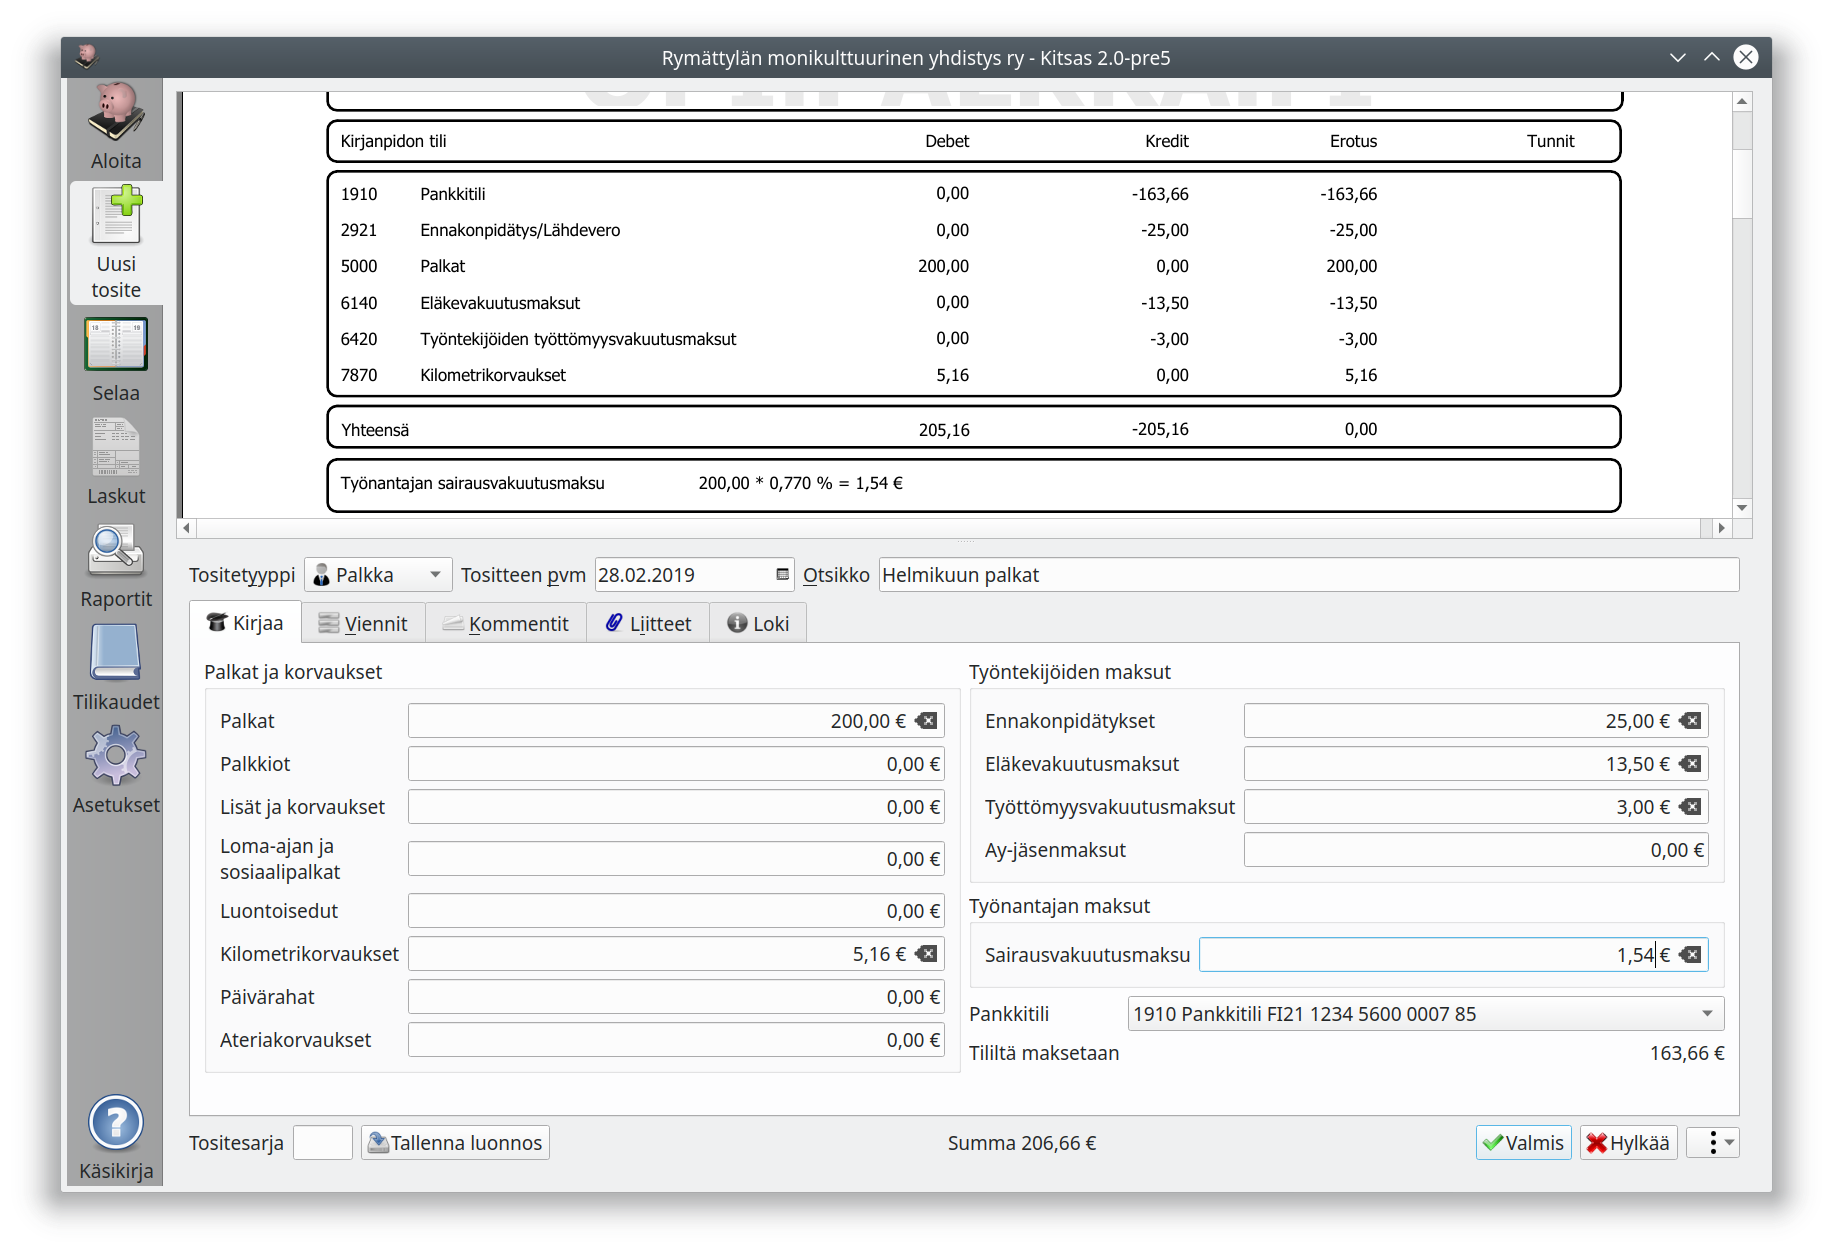 Rymättylän monikulttuurinen yhdistys ry - Kitsas 2.0-pre5
Aloita
Uusi
tosite
Selaa
Laskut
Raportit
Tilikaudet
Asetukset
Käsikirja
Kirjanpidon tili Debet Kredit Erotus Tunnit
1910 Pankkitili 0,00 -163,66 -163,66
2921 Ennakonpidätys/Lähdevero 0,00 -25,00 -25,00
5000 Palkat 200,00 0,00 200,00
6140 Eläkevakuutusmaksut 0,00 -13,50 -13,50
6420 Työntekijöiden työttömyysvakuutusmaksut 0,00 -3,00 -3,00
7870 Kilometrikorvaukset 5,16 0,00 5,16
Yhteensä 205,16 -205,16 0,00
Työnantajan sairausvakuutusmaksu 200,00 * 0,770 % = 1,54 €
Tositetyyppi Palkka Tositteen pvm 28.02.2019 Otsikko Helmikuun palkat
Kirjaa Viennit Kommentit Liitteet Loki
Palkat ja korvaukset
Palkat 200,00 €
Palkkiot 0,00 €
Lisät ja korvaukset 0,00 €
Loma-ajan ja
sosiaalipalkat 0,00 €
Luontoisedut 0,00 €
Kilometrikorvaukset 5,16 €
Päivärahat 0,00 €
Ateriakorvaukset 0,00 €
Työntekijöiden maksut
Ennakonpidätykset 25,00 €
Eläkevakuutusmaksut 13,50 €
Työttömyysvakuutusmaksut 3,00 €
Ay-jäsenmaksut 0,00 €
Työnantajan maksut
Sairausvakuutusmaksu 1,54 €
Pankkitili 1910 Pankkitili FI21 1234 5600 0007 85
Tililtä maksetaan 163,66 €
Tositesarja Tallenna luonnos Summa 206,66 € Valmis Hylkää